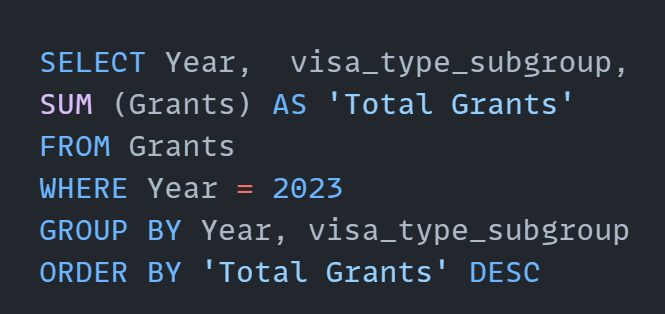 SELECT Year,  visa_type_subgroup,
SUM (Grants) AS 'Total Grants'
FROM Grants
WHERE Year = 2023
GROUP BY Year, visa_type_subgroup
ORDER BY 'Total Grants' DESC